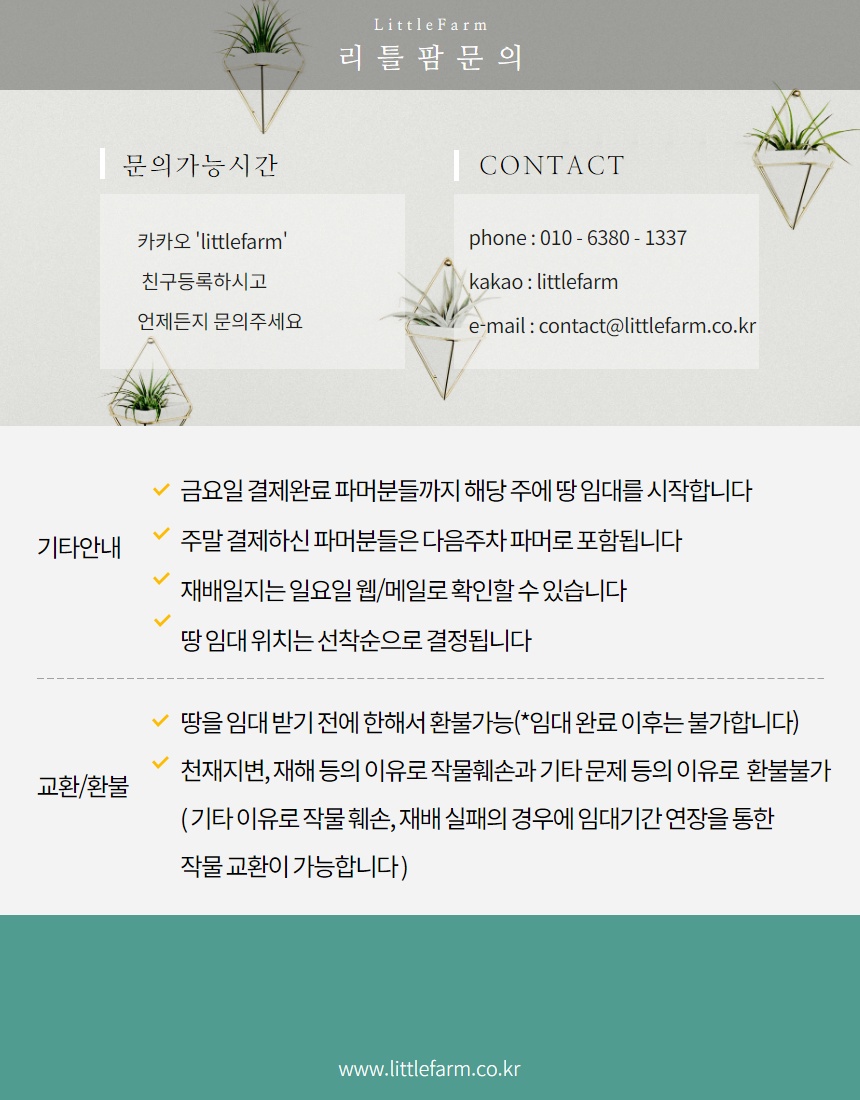 LittleFarm
리틀팜문의
문의가능시간
카카오 'littlefarm'
친구등록하시고
언제든지 문의주세요
CONTACT
phone : 010 - 6380 - 1337
kakao : littlefarm
e-mail : contact@littlefarm.co.kr
기타안내
금요일 결제완료 파머분들까지 해당 주에 땅 임대를 시작합니다
주말 결제하신 파머분들은 다음주차 파머로 포함됩니다
재배일지는 일요일 웹/메일로 확인할 수 있습니다
땅 임대 위치는 선착순으로 결정됩니다
교환/환불
땅을 임대 받기 전에 한해서 환불가능(*임대 완료 이후는 불가합니다)
천재지변, 재해 등의 이유로 작물훼손과 기타 문제 등의 이유로 환불불가
( 기타 이유로 작물 훼손, 재배 실패의 경우에 임대기간 연장을 통한
작물 교환이 가능합니다 )
www.littlefarm.co.kr